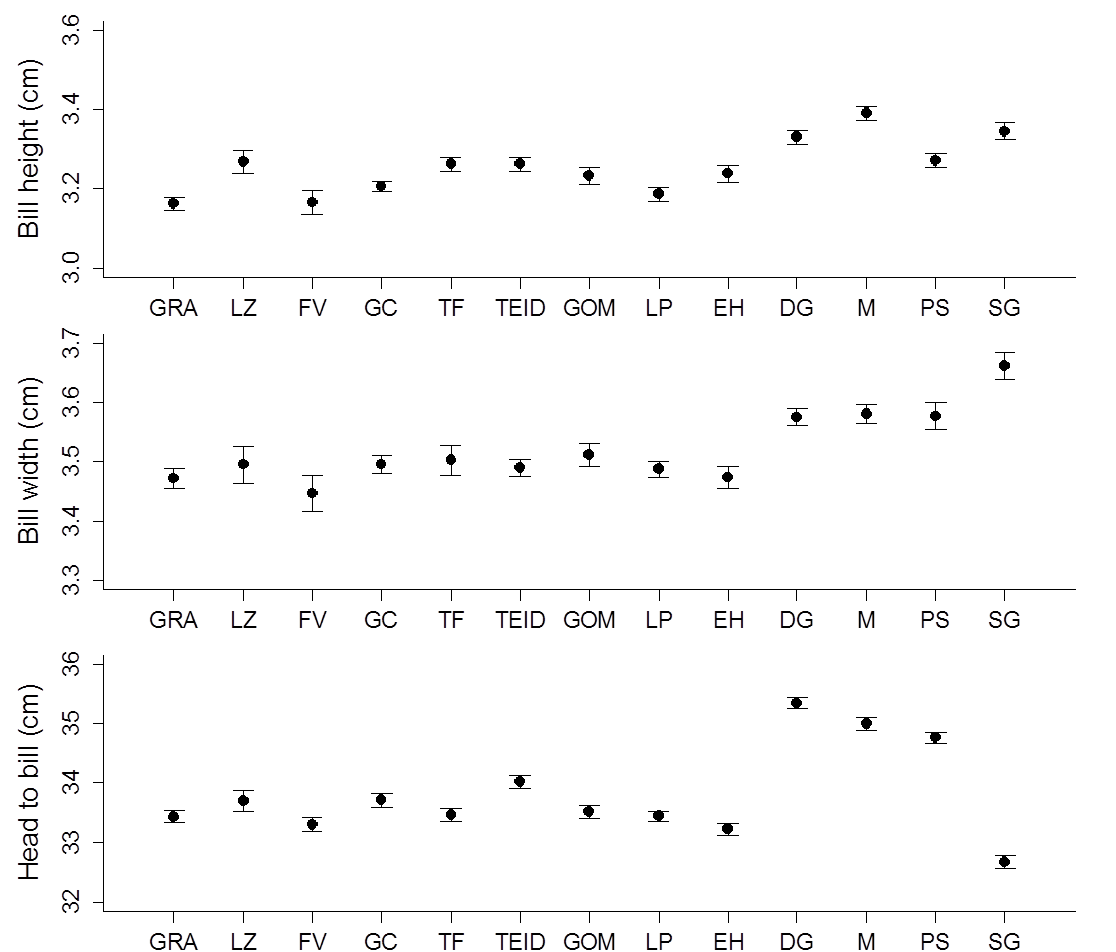 Bill height (cm)
3.6
3.4
3.2
3.0
GRA LZ FV GC TF TEID GOM LP EH DG M PS SG
Bill width (cm)
3.7
3.6
3.5
3.4
3.3
GRA LZ FV GC TF TEID GOM LP EH DG M PS SG
Head to bill (cm)
36
35
34
33
32
GRA LZ FV GC TF TEID GOM LP EH DG M PS SG